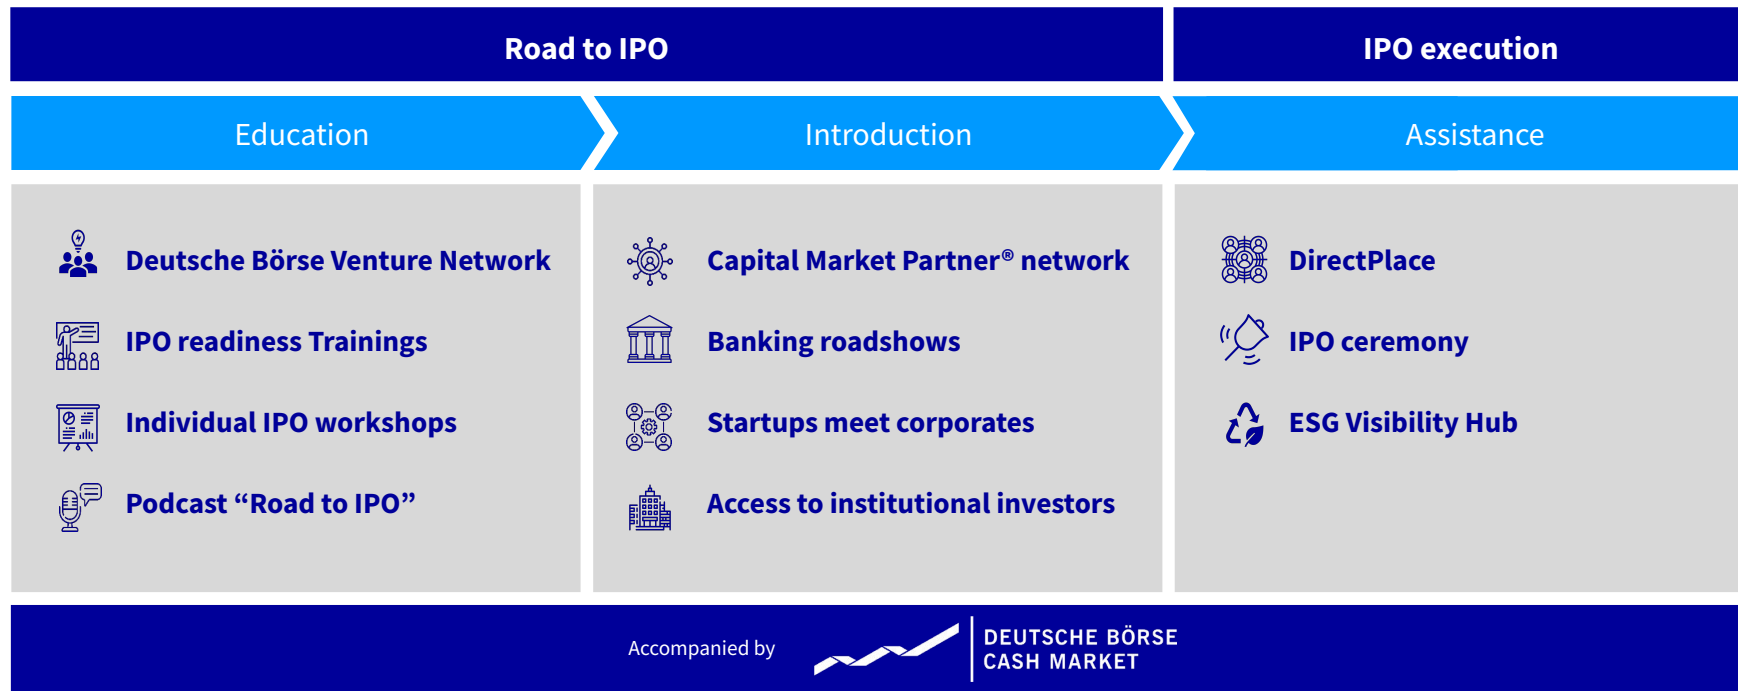 Road to IPO
IPO execution
Education
Introduction
Assistance
Deutsche Börse Venture Network
IPO readiness Trainings
Individual IPO workshops
Podcast “Road to IPO”
Capital Market Partner® network
Banking roadshows
Startups meet corporates
Access to institutional investors
DirectPlace
IPO ceremony
ESG Visibility Hub
Accompanied by
DEUTSCHE BÖRSE
CASH MARKET